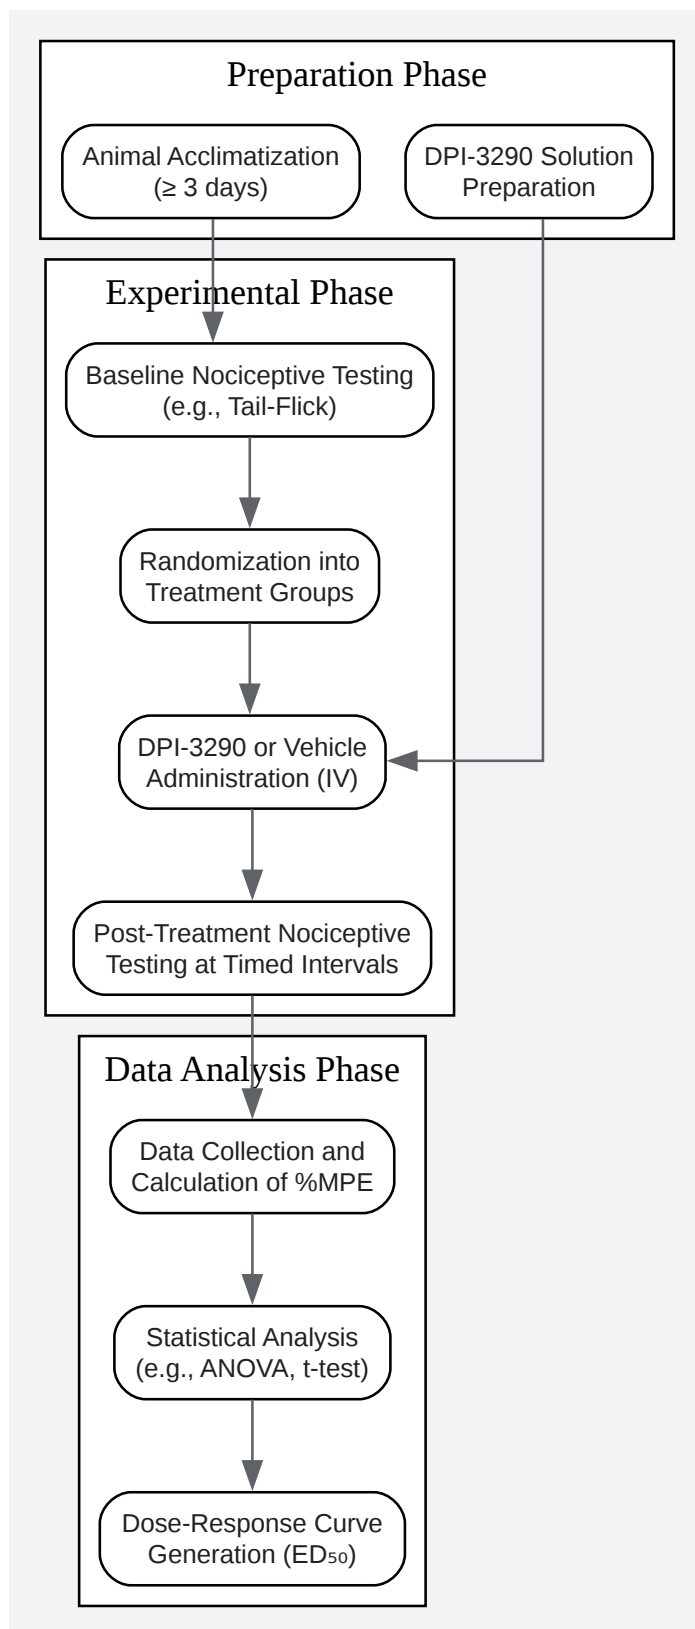 Preparation Phase
Animal Acclimatization
(≥ 3 days)
DPI-3290 Solution
Preparation
Experimental Phase
Baseline Nociceptive Testing
(e.g., Tail-Flick)
Randomization into
Treatment Groups
DPI-3290 or Vehicle
Administration (IV)
Post-Treatment Nociceptive
Testing at Timed Intervals
Data Analysis Phase
Data Collection and
Calculation of %MPE
Statistical Analysis
(e.g., ANOVA, t-test)
Dose-Response Curve
Generation (ED₅₀)